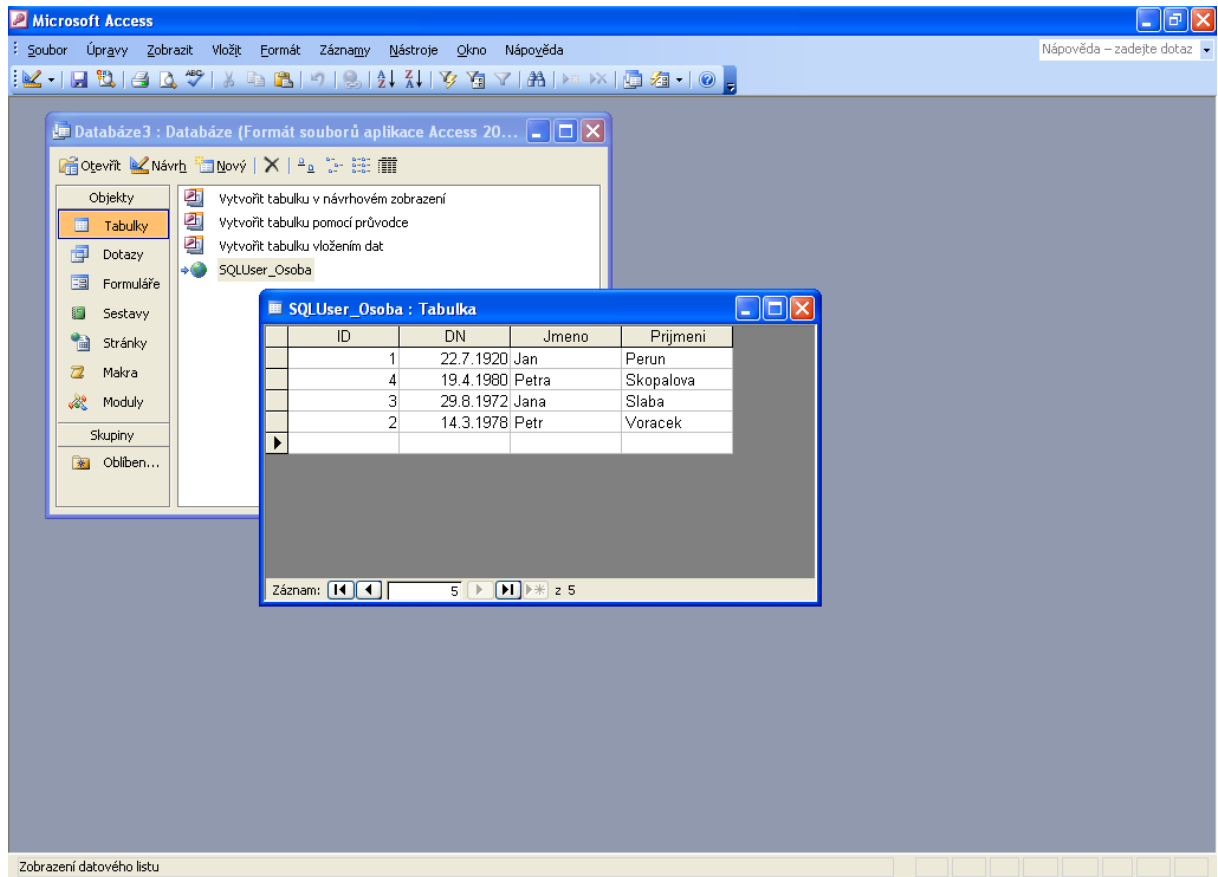 Microsoft Access
Soubor Úpravy Zobrazit Vložit Formát Záznamy Nástroje Okno Nápověda Nápověda – zadejte dotaz
Databáze3 : Databáze (Formát souborů aplikace Access 20...
Otevřít Návrh Nový
Objekty
Tabulky
Dotazy
Formuláře
Sestavy
Stránky
Makra
Moduly
Skupiny
Oblíben...
Vytvořit tabulku v návrhovém zobrazení
Vytvořit tabulku pomocí průvodce
Vytvořit tabulku vložením dat
SQLUser_Osoba
SQLUser_Osoba : Tabulka
ID DN Jmeno Prijmeni
1 22.7.1920 Jan Perun
4 19.4.1980 Petra Skopalova
3 29.8.1972 Jana Slaba
2 14.3.1978 Petr Voracek
Záznam: 5 z 5
Zobrazení datového listu